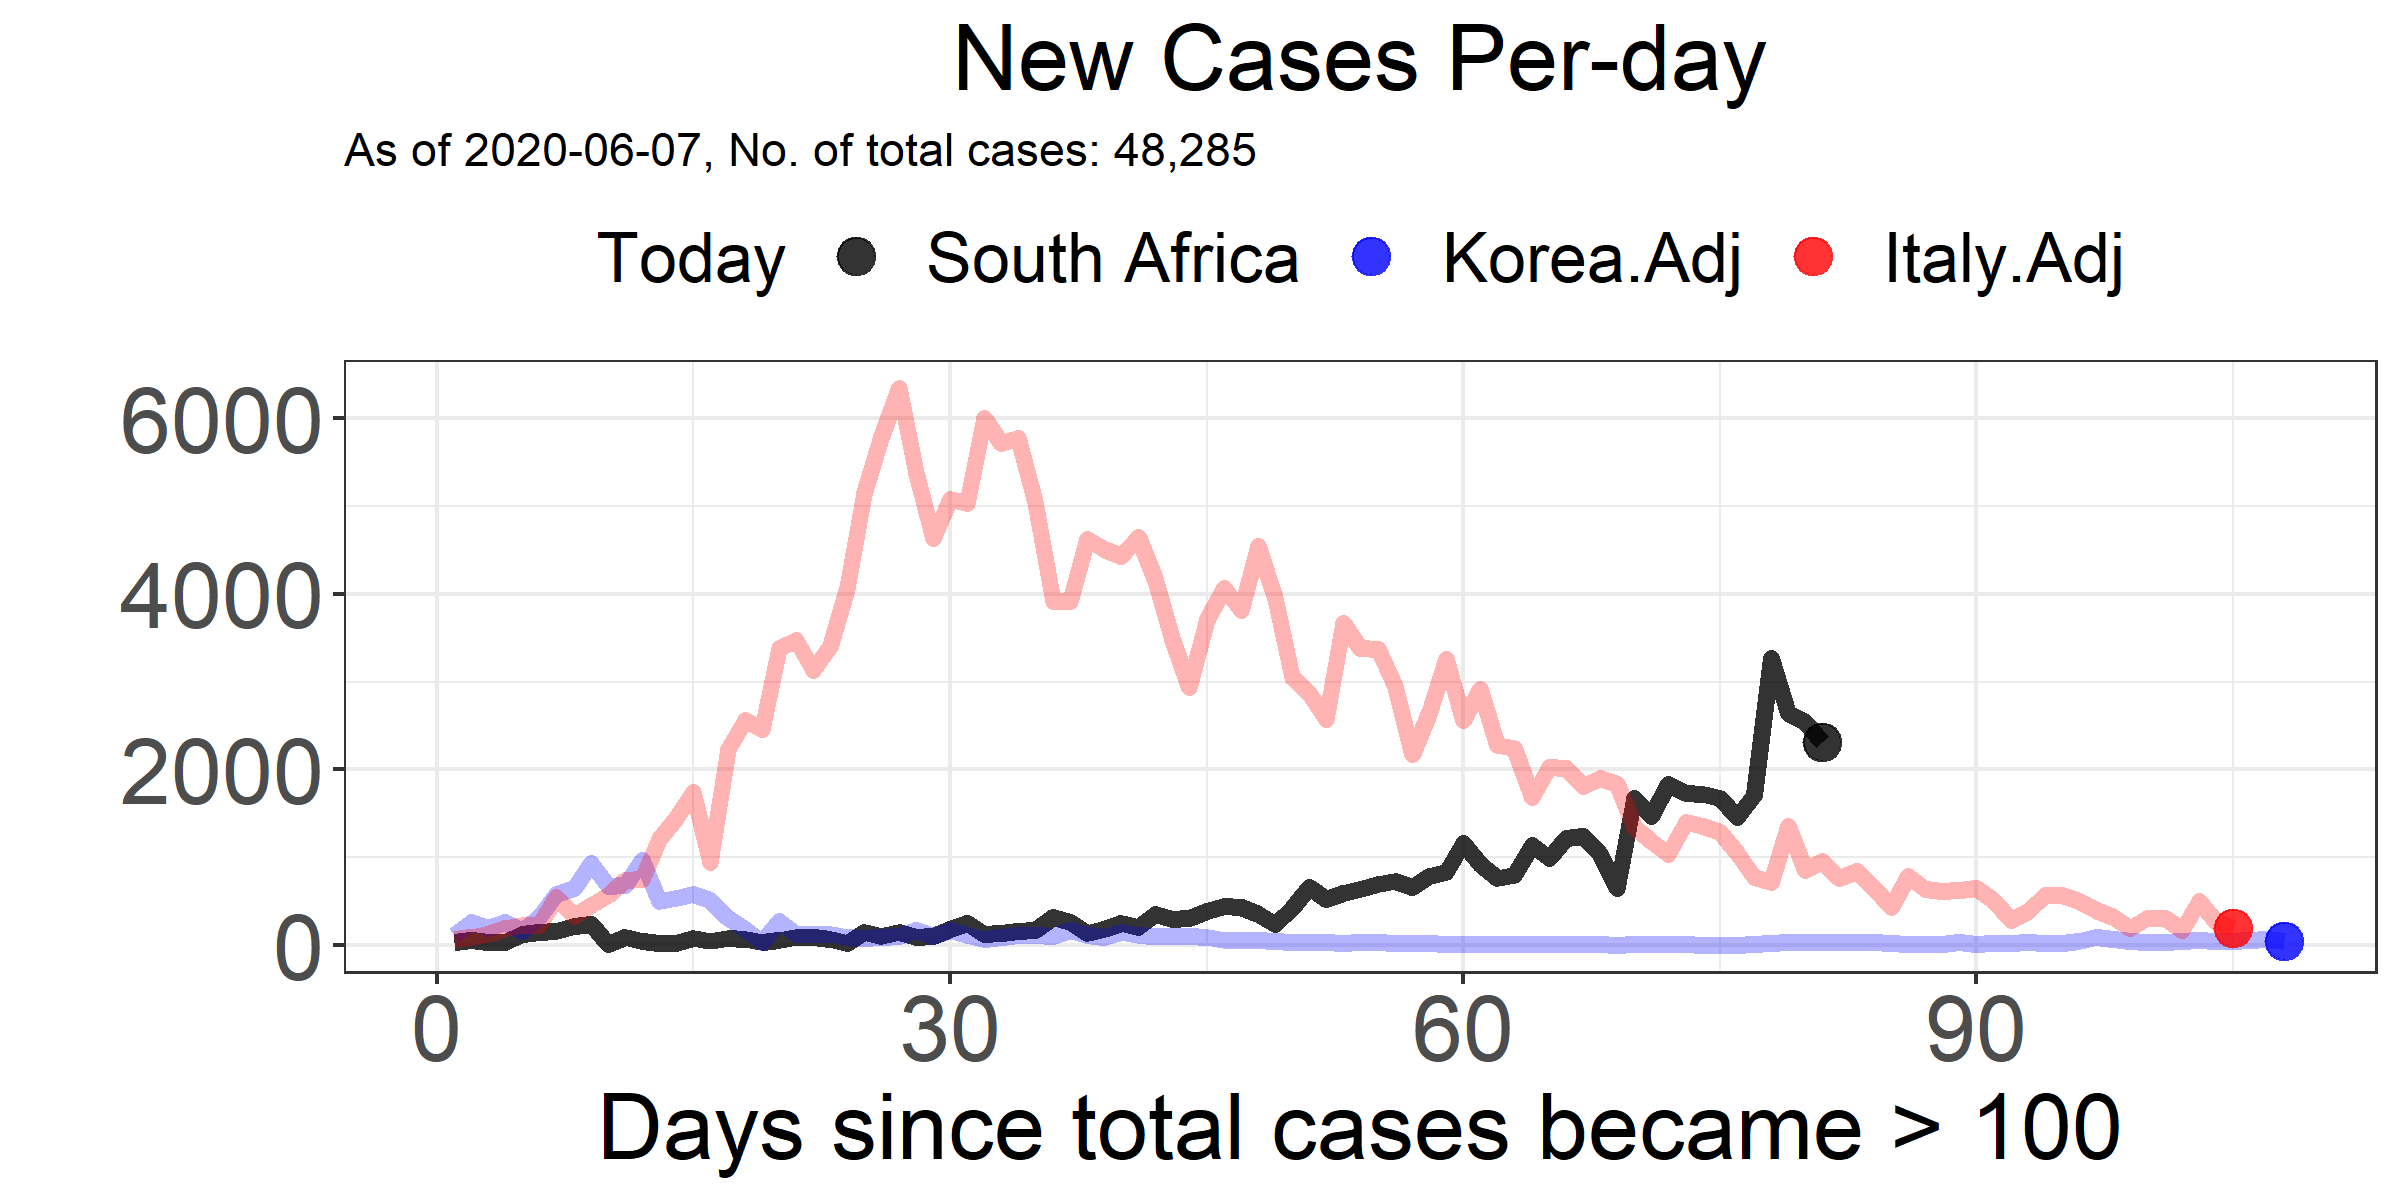 New Cases Per-day
As of 2020-06-07, No. of total cases: 48,285
Today South Africa Korea.Adj Italy.Adj
6000
4000
2000
0
0 30 60 90
Days since total cases became > 100